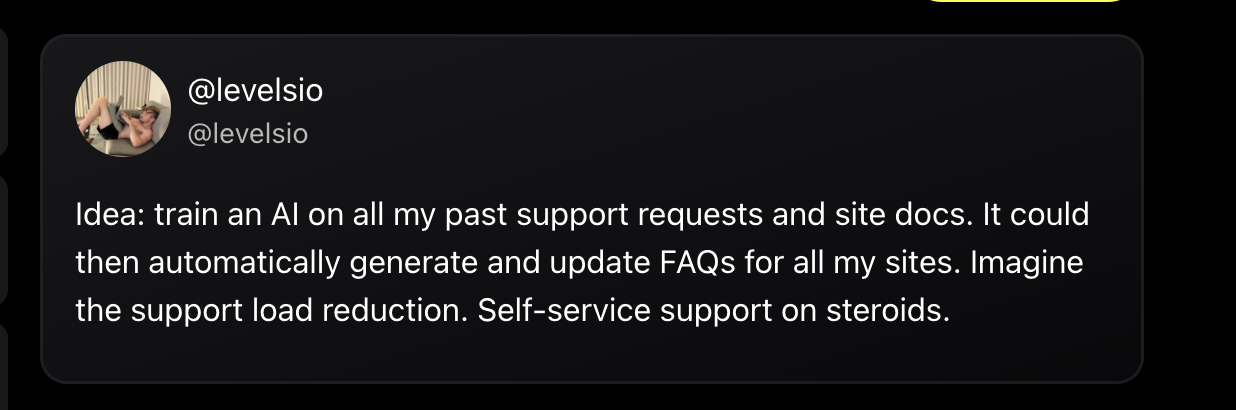 @levelsio
@levelsio
Idea: train an AI on all my past support requests and site docs. It could
then automatically generate and update FAQs for all my sites. Imagine
the support load reduction. Self-service support on steroids.